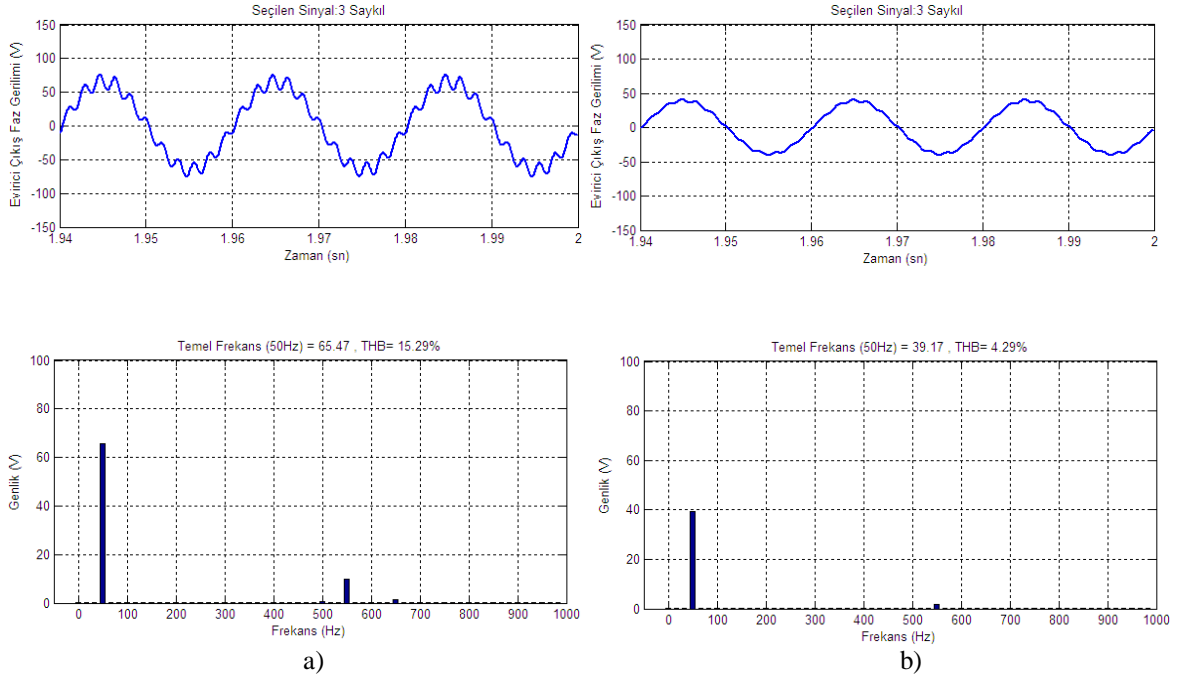 Seçilen Sinyal:3 Saykıl
Evirici Çıkış Faz Gerilimi (V)
150
100
50
0
-50
-100
-150
1.94 1.95 1.96 1.97 1.98 1.99 2
Zaman (sn)
Seçilen Sinyal:3 Saykıl
Evirici Çıkış Faz Gerilimi (V)
150
100
50
0
-50
-100
-150
1.94 1.95 1.96 1.97 1.98 1.99 2
Zaman (sn)
Temel Frekans (50Hz) = 65.47 , THB= 15.29%
Genlik (V)
100
80
60
40
20
0
0 100 200 300 400 500 600 700 800 900 1000
Frekans (Hz)
a)
Temel Frekans (50Hz) = 39.17 , THB= 4.29%
Genlik (V)
100
80
60
40
20
0
0 100 200 300 400 500 600 700 800 900 1000
Frekans (Hz)
b)